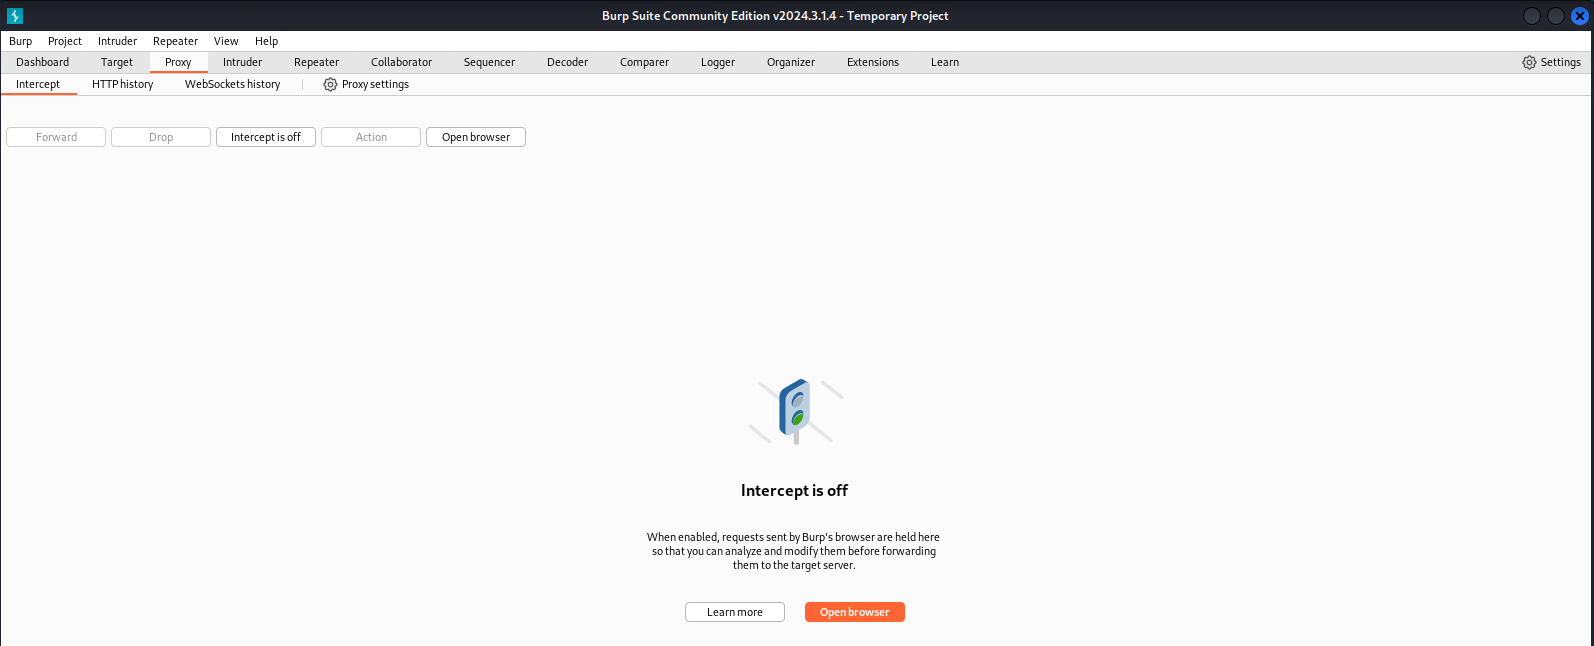 Burp Suite Community Edition v2024.3.1.4 - Temporary Project
Burp Project Intruder Repeater View Help
Dashboard Target Proxy Intruder Repeater Collaborator Sequencer Decoder Comparer Logger Organizer Extensions Learn Settings
Intercept HTTP history WebSockets history Proxy settings
Forward Drop Intercept is off Action Open browser
Intercept is off
When enabled, requests sent by Burp's browser are held here
so that you can analyze and modify them before forwarding
them to the target server.
Learn more Open browser